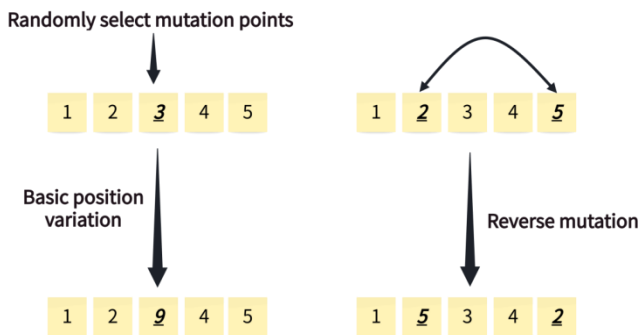 Randomly select mutation points
1 2 3 4 5
Basic position
variation
1 2 9 4 5
1 2 3 4 5
Reverse mutation
1 5 3 4 2